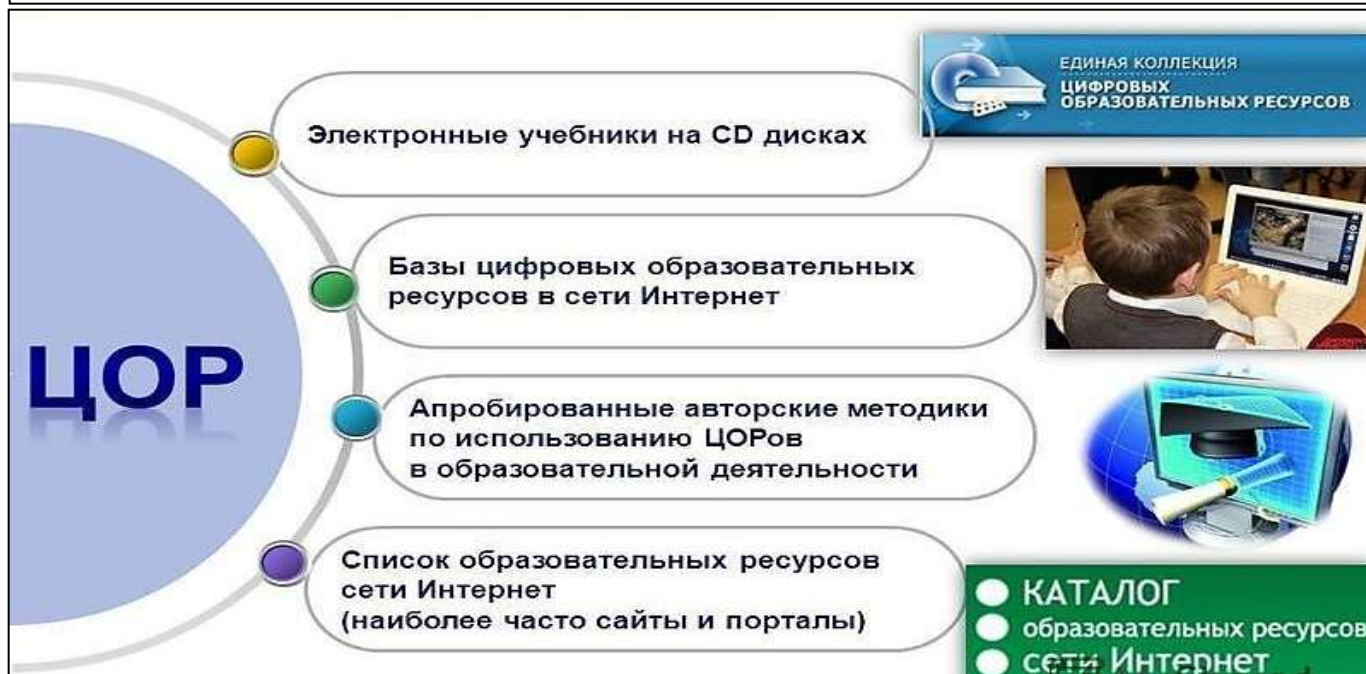 ЕДИНАЯ КОЛЛЕКЦИЯ
ЦИФРОВЫХ
ОБРАЗОВАТЕЛЬНЫХ РЕСУРСОВ
Электронные учебники на CD дисках
Базы цифровых образовательных
ресурсов в сети Интернет
ЦОР
Апробированные авторские методики
по использованию ЦОРов
в образовательной деятельности
Список образовательных ресурсов
сети Интернет
(наиболее часто сайты и порталы)
КАТАЛОГ
образовательных ресурсов
сети Интернет